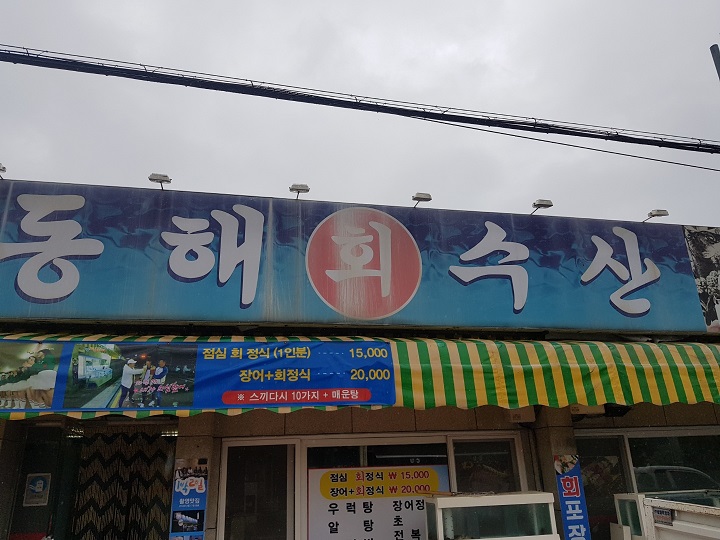 동해회수산
점심 회 정식 (1인분) ----- 15,000
장어+회정식 ----- 20,000
※ 스끼다시 10가지 + 매운탕
점심 회정식 ₩ 15,000
장어+회정식 ₩ 20,000
우럭탕 장어정
알탕 초
전복
회포장